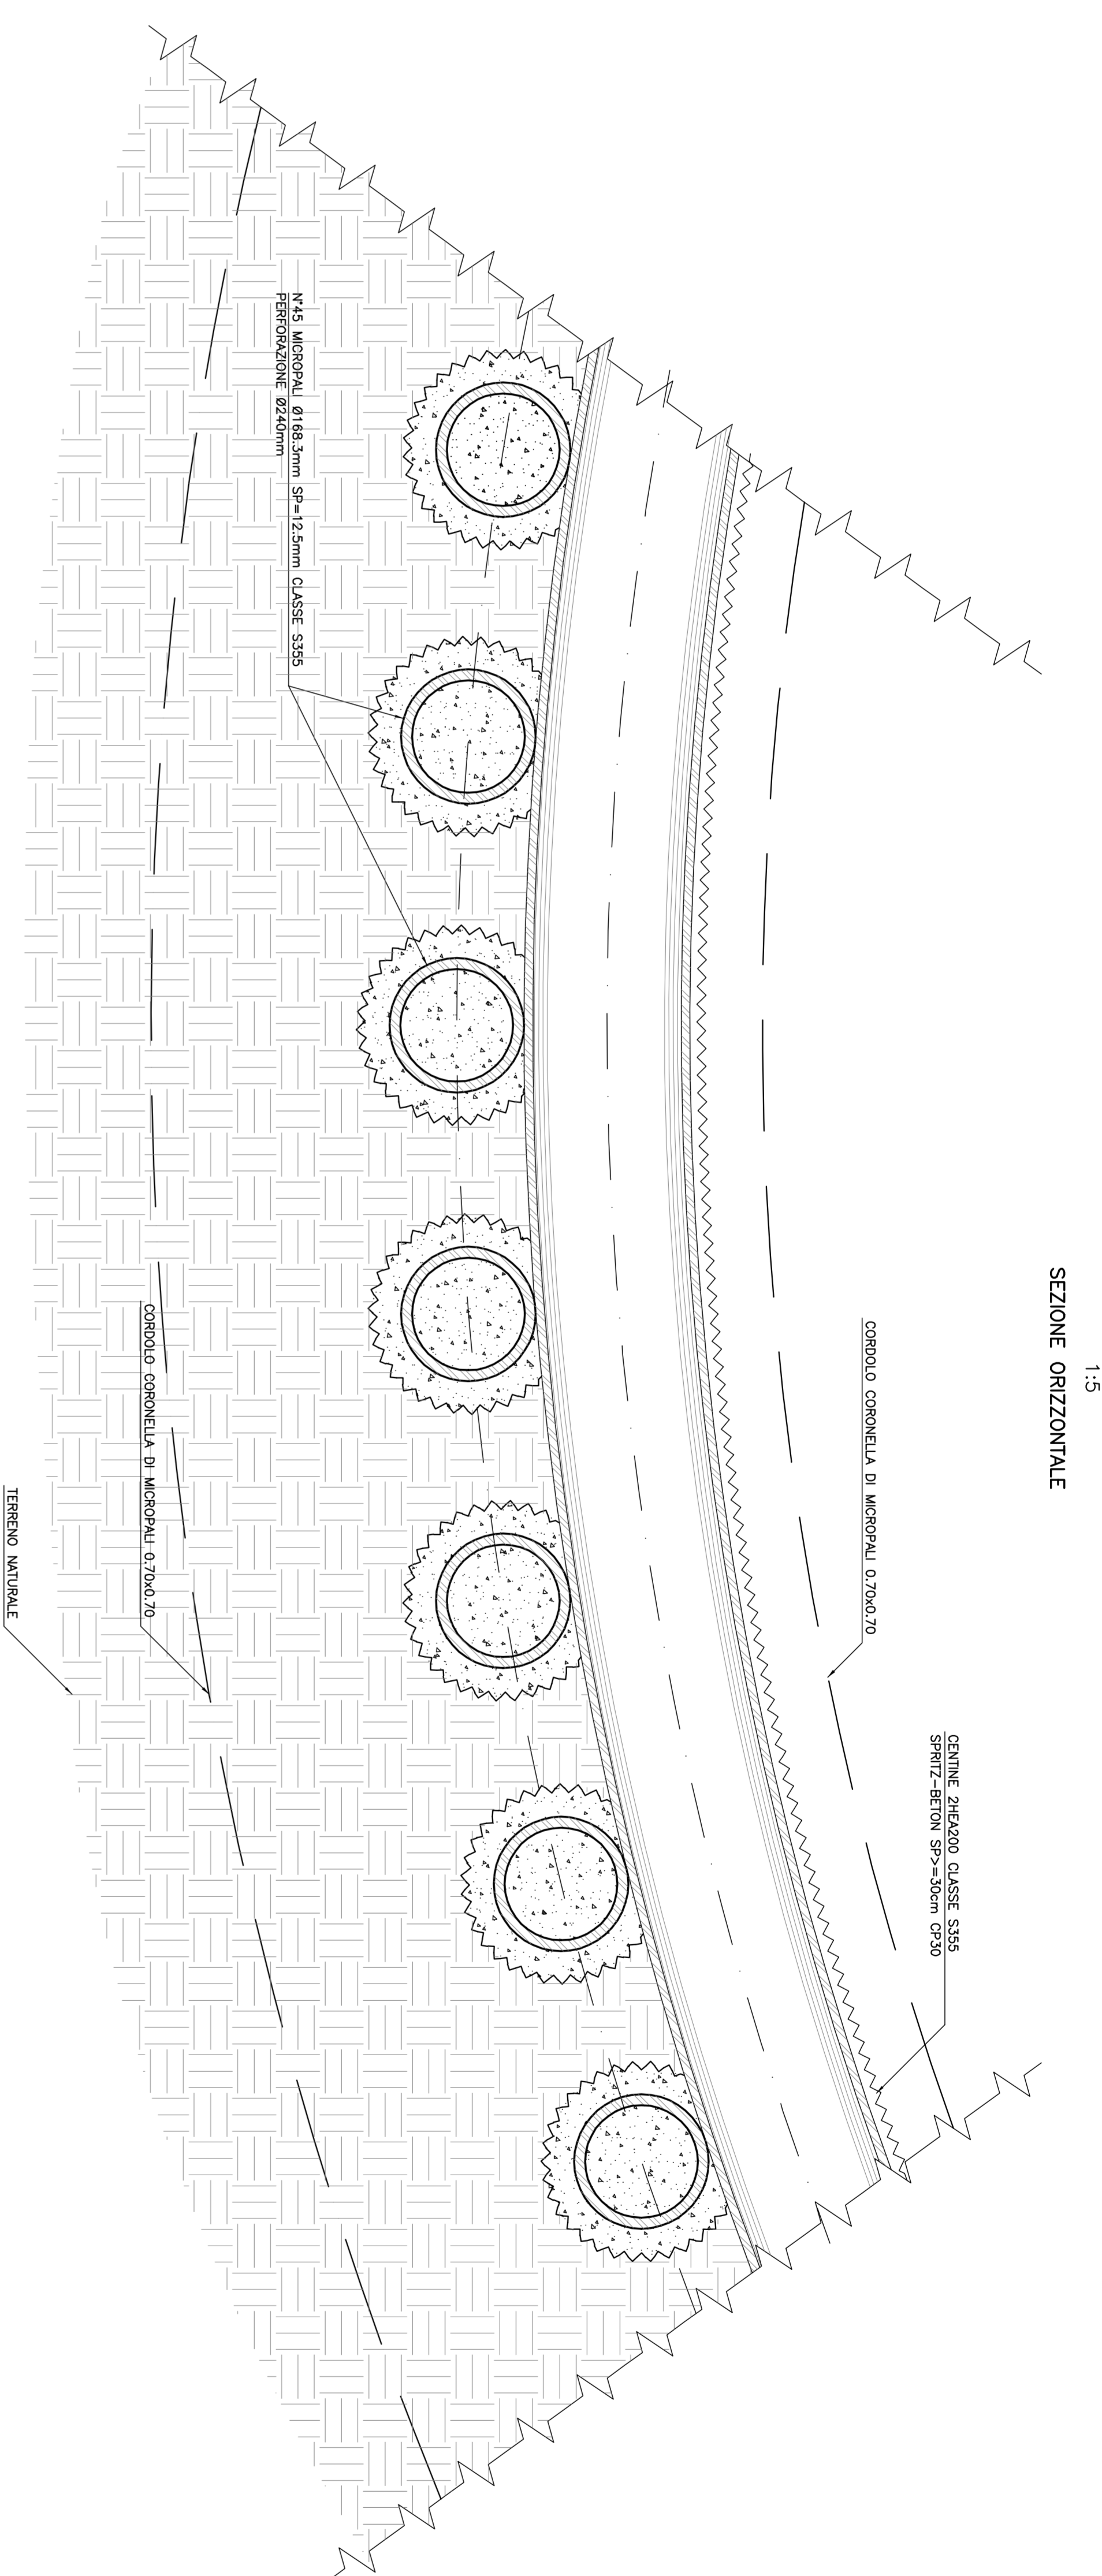 SEZIONE ORIZZONTALE
1:5
CORDOLO CORONELLA DI MICROPALI 0.70x0.70
CENTINE 2HEA200 CLASSE S355
SPRITZ-BETON SP>=30cm CP30
N°45 MICROPALI Ø168.3mm SP=12.5mm CLASSE S355
PERFORAZIONE Ø240mm
CORDOLO CORONELLA DI MICROPALI 0.70x0.70
TERRENO NATURALE